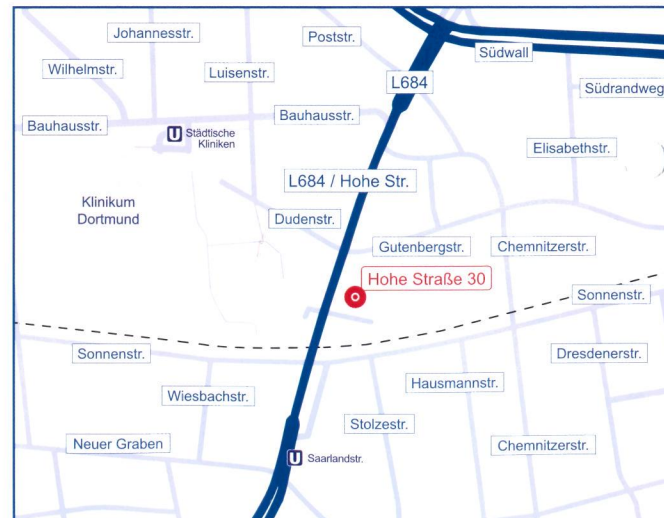 Johannesstr.
Poststr.
Südwall
Wilhelmstr.
Luisenstr.
L684
Südrandweg
Bauhausstr.
U Städtische
Kliniken
Bauhausstr.
Elisabethstr.
L684 / Hohe Str.
Klinikum
Dortmund
Dudenstr.
Gutenbergstr.
Chemnitzerstr.
Hohe Straße 30
Sonnenstr.
Sonnenstr.
Dresdenerstr.
Hausmannstr.
Wiesbachstr.
Stolzestr.
Neuer Graben
Chemnitzerstr.
U Saarlandstr.